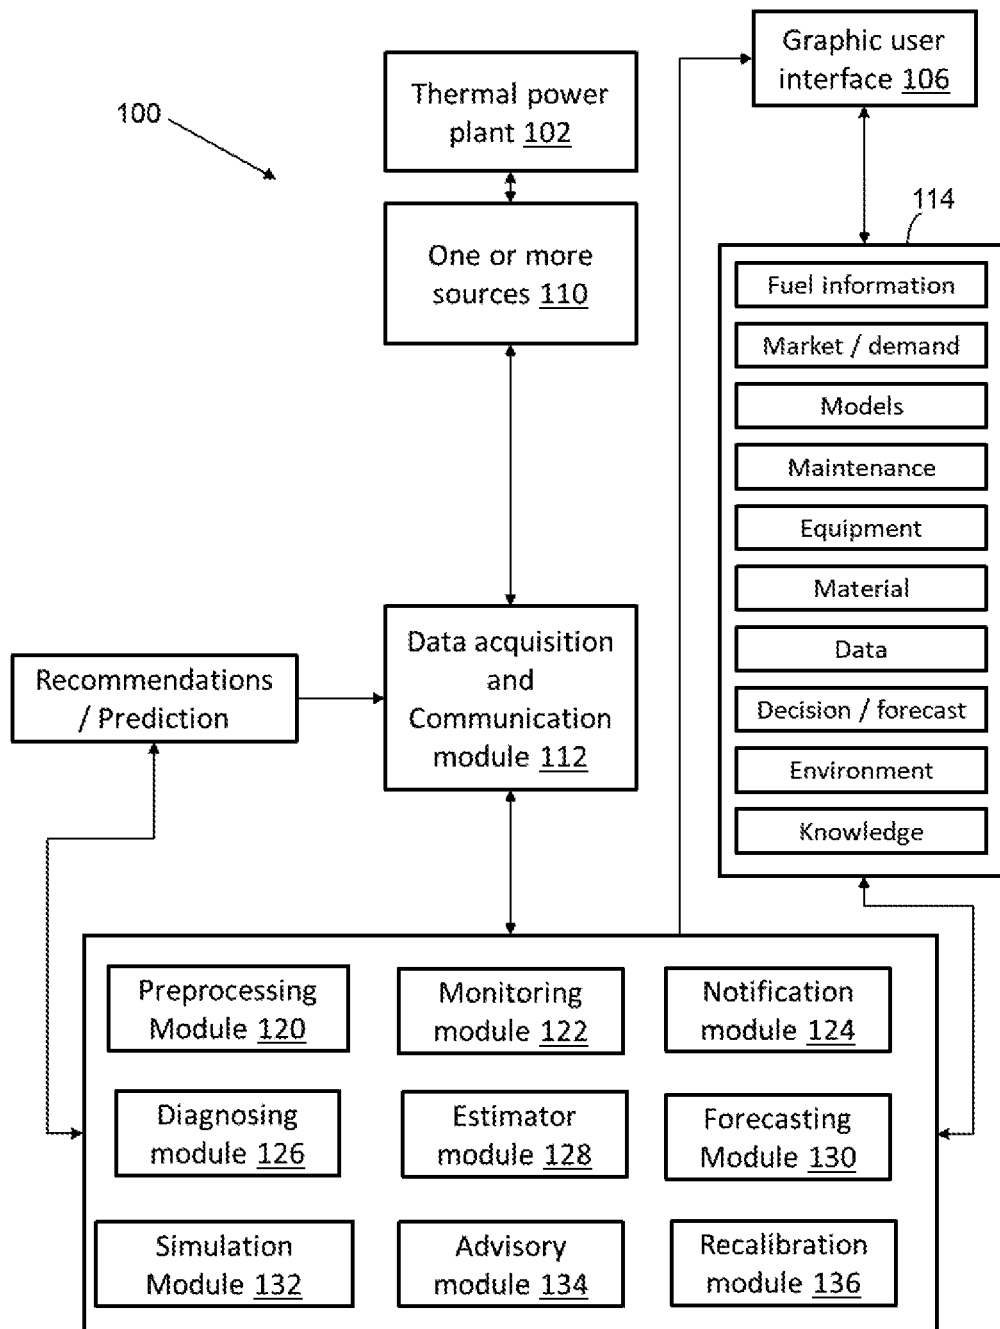 100
Thermal power
plant 102
Graphic user
interface 106
One or more
sources 110
114
Fuel information
Market / demand
Models
Maintenance
Equipment
Material
Data
Decision / forecast
Environment
Knowledge
Recommendations
/ Prediction
Data acquisition
and
Communication
module 112
Preprocessing
Module 120
Monitoring
module 122
Notification
module 124
Diagnosing
module 126
Estimator
module 128
Forecasting
Module 130
Simulation
Module 132
Advisory
module 134
Recalibration
module 136